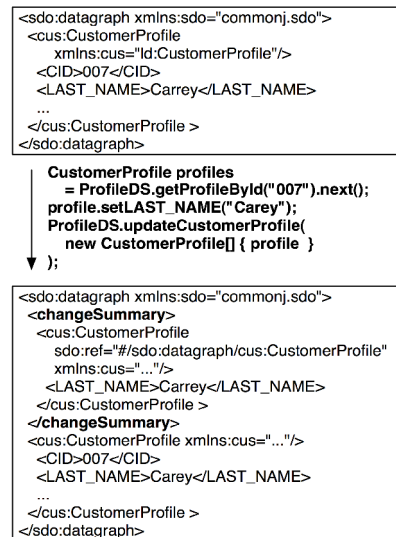 <sdo:datagraph xmlns:sdo="commonj.sdo">
<cus:CustomerProfile
xmlns:cus="Id:CustomerProfile"/>
<CID>007</CID>
<LAST_NAME>Carrey</LAST_NAME>
...
</cus:CustomerProfile >
</sdo:datagraph>
CustomerProfile profiles
= ProfileDS.getProfileById("007").next();
profile.setLAST_NAME("Carey");
ProfileDS.updateCustomerProfile(
new CustomerProfile[] { profile }
);
<sdo:datagraph xmlns:sdo="commonj.sdo">
<changeSummary>
<cus:CustomerProfile
sdo:ref="#/sdo:datagraph/cus:CustomerProfile"
xmlns:cus="..."/>
<LAST_NAME>Carrey</LAST_NAME>
</cus:CustomerProfile >
</changeSummary>
<cus:CustomerProfile xmlns:cus="..."/>
<CID>007</CID>
<LAST_NAME>Carey</LAST_NAME>
...
</cus:CustomerProfile >
</sdo:datagraph>